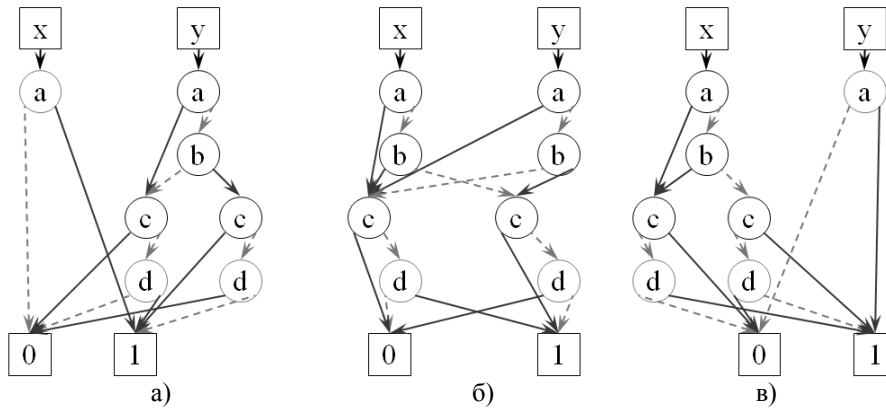 x y x y x y
a a a a a a
b b b b
c c c c c c
d d d d d d
0 1 0 1 0 1
а) б) в)